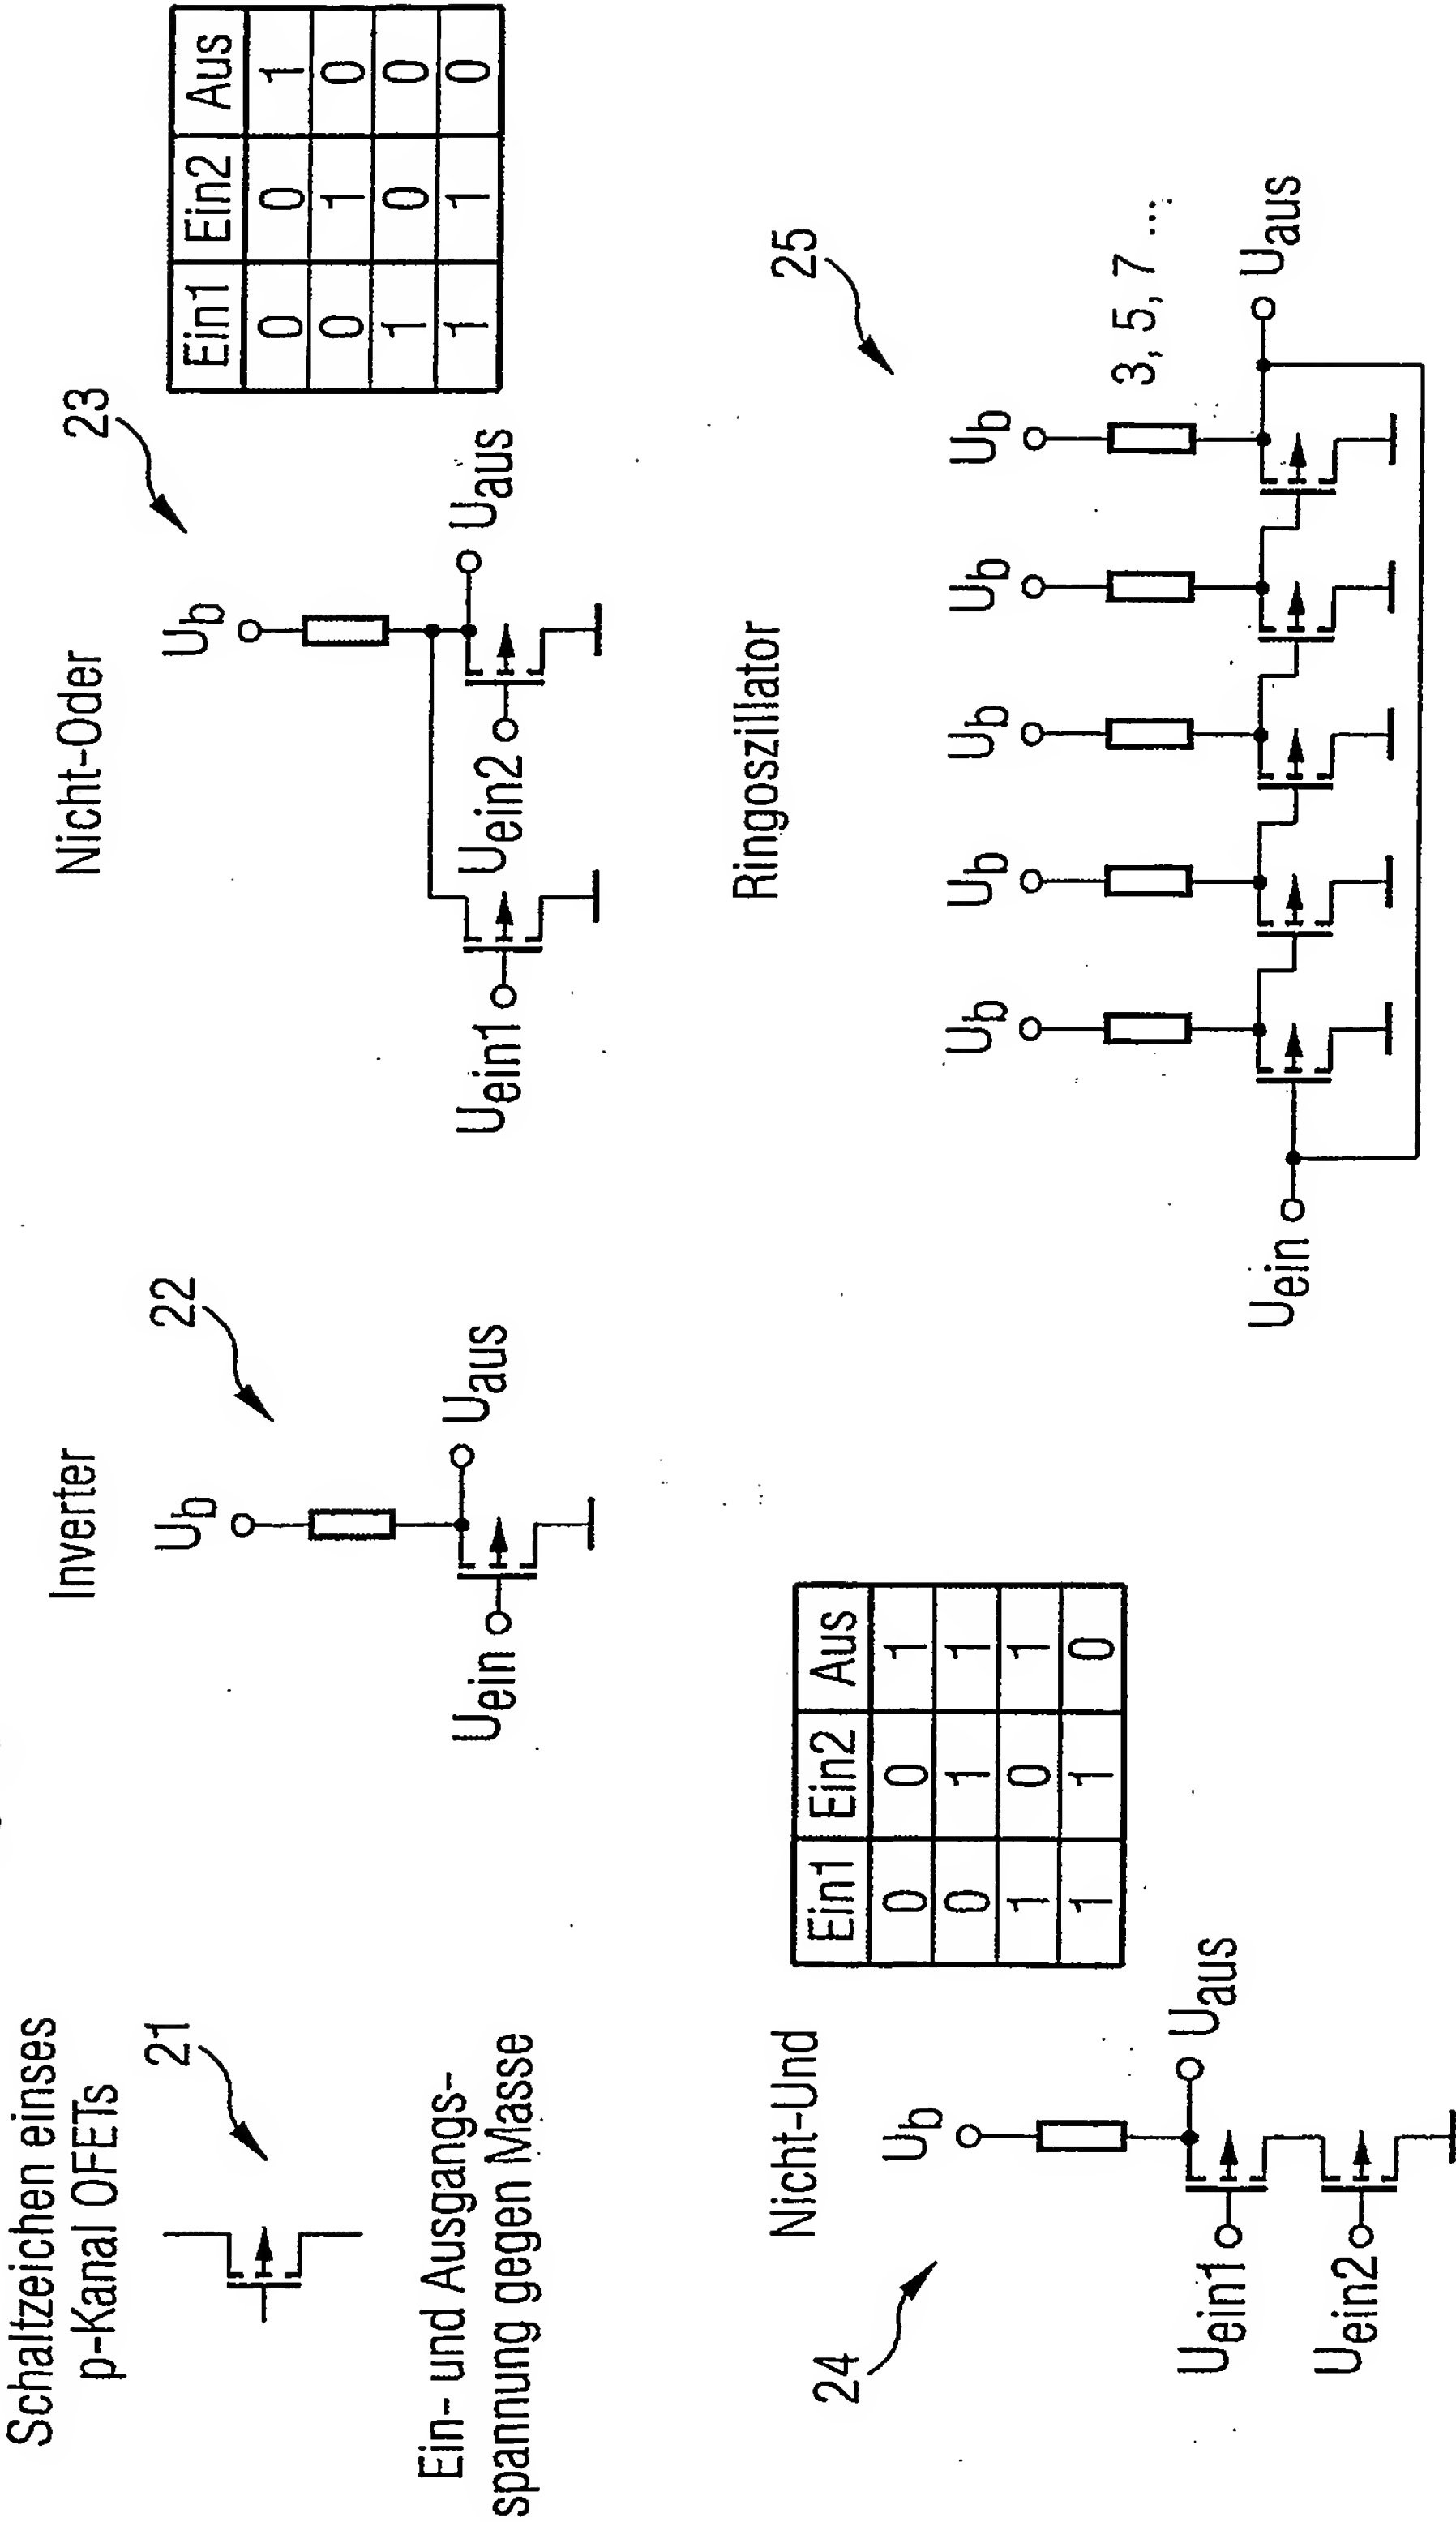 Schaltzeichen einses
p-Kanal OFETs
21
Ein- und Ausgangs-
spannung gegen Masse
Inverter
22
Ub
Uein
Uaus
Nicht-Oder
23
Ub
Uaus
Uein1
Uein2
Ein1 Ein2 Aus
0 0 1
0 1 0
1 0 0
1 1 0
Nicht-Und
24
Ub
Uaus
Uein1
Uein2
Ein1 Ein2 Aus
0 0 1
0 1 1
1 0 1
1 1 0
Ringoszillator
25
Ub Ub Ub Ub Ub
3, 5, 7 ...
Uein
Uaus